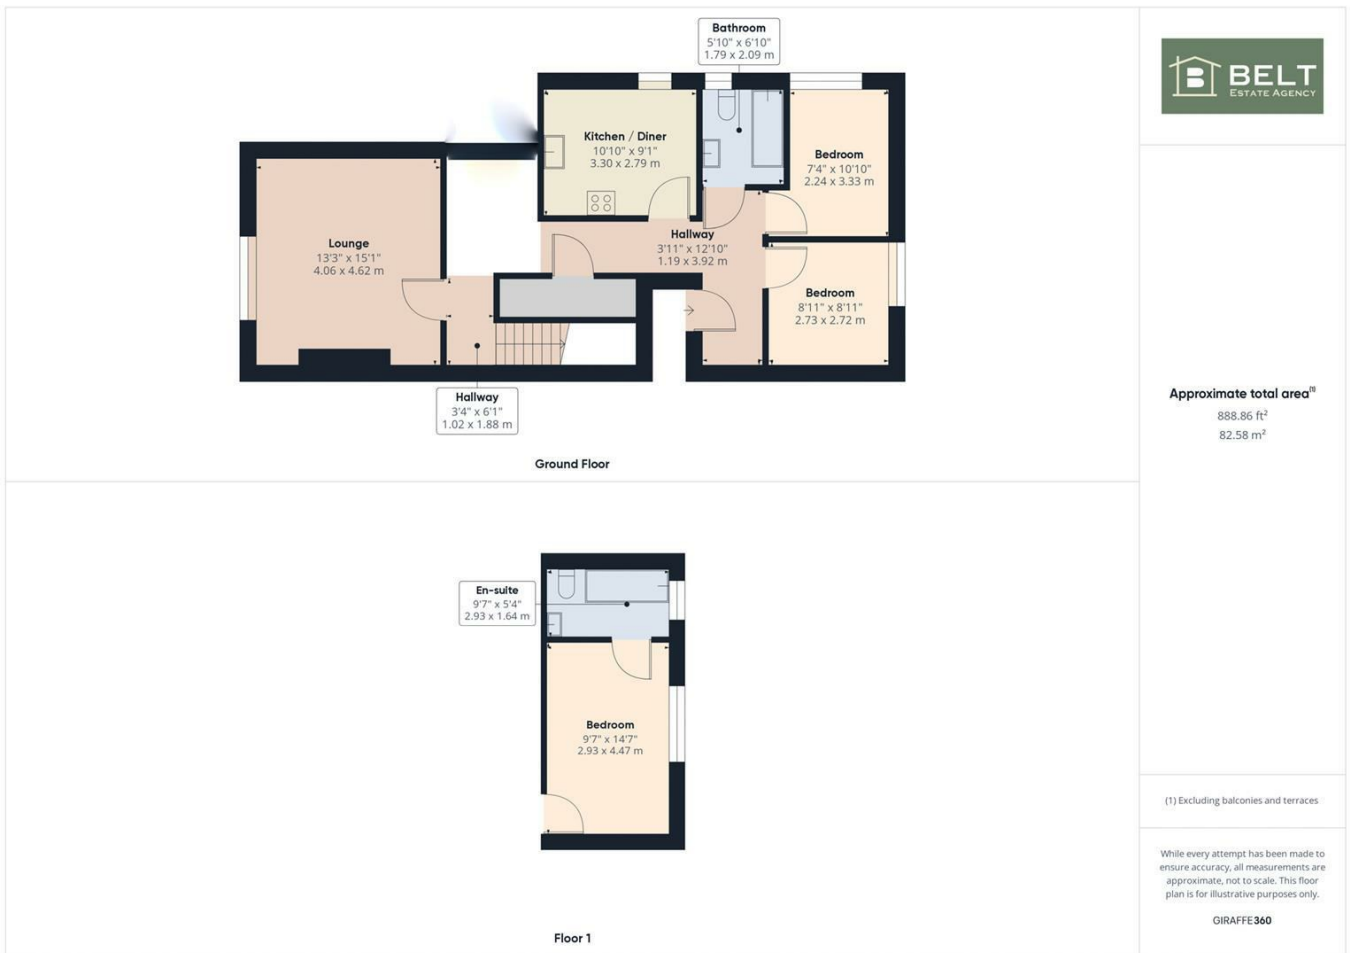 Bathroom
5'10" x 6'10"
1.79 x 2.09 m
Kitchen / Diner
10'10" x 9'1"
3.30 x 2.79 m
Bedroom
7'4" x 10'10"
2.24 x 3.33 m
Lounge
13'3" x 15'1"
4.06 x 4.62 m
Hallway
3'11" x 12'10"
1.19 x 3.92 m
Bedroom
8'11" x 8'11"
2.73 x 2.72 m
Hallway
3'4" x 6'1"
1.02 x 1.88 m
Ground Floor
En-suite
9'7" x 5'4"
2.93 x 1.64 m
Bedroom
9'7" x 14'7"
2.93 x 4.47 m
Floor 1
B BELT
ESTATE AGENCY
Approximate total area(1)
888.86 ft²
82.58 m²
(1) Excluding balconies and terraces
While every attempt has been made to
ensure accuracy, all measurements are
approximate, not to scale. This floor
plan is for illustrative purposes only.
GIRAFFE360